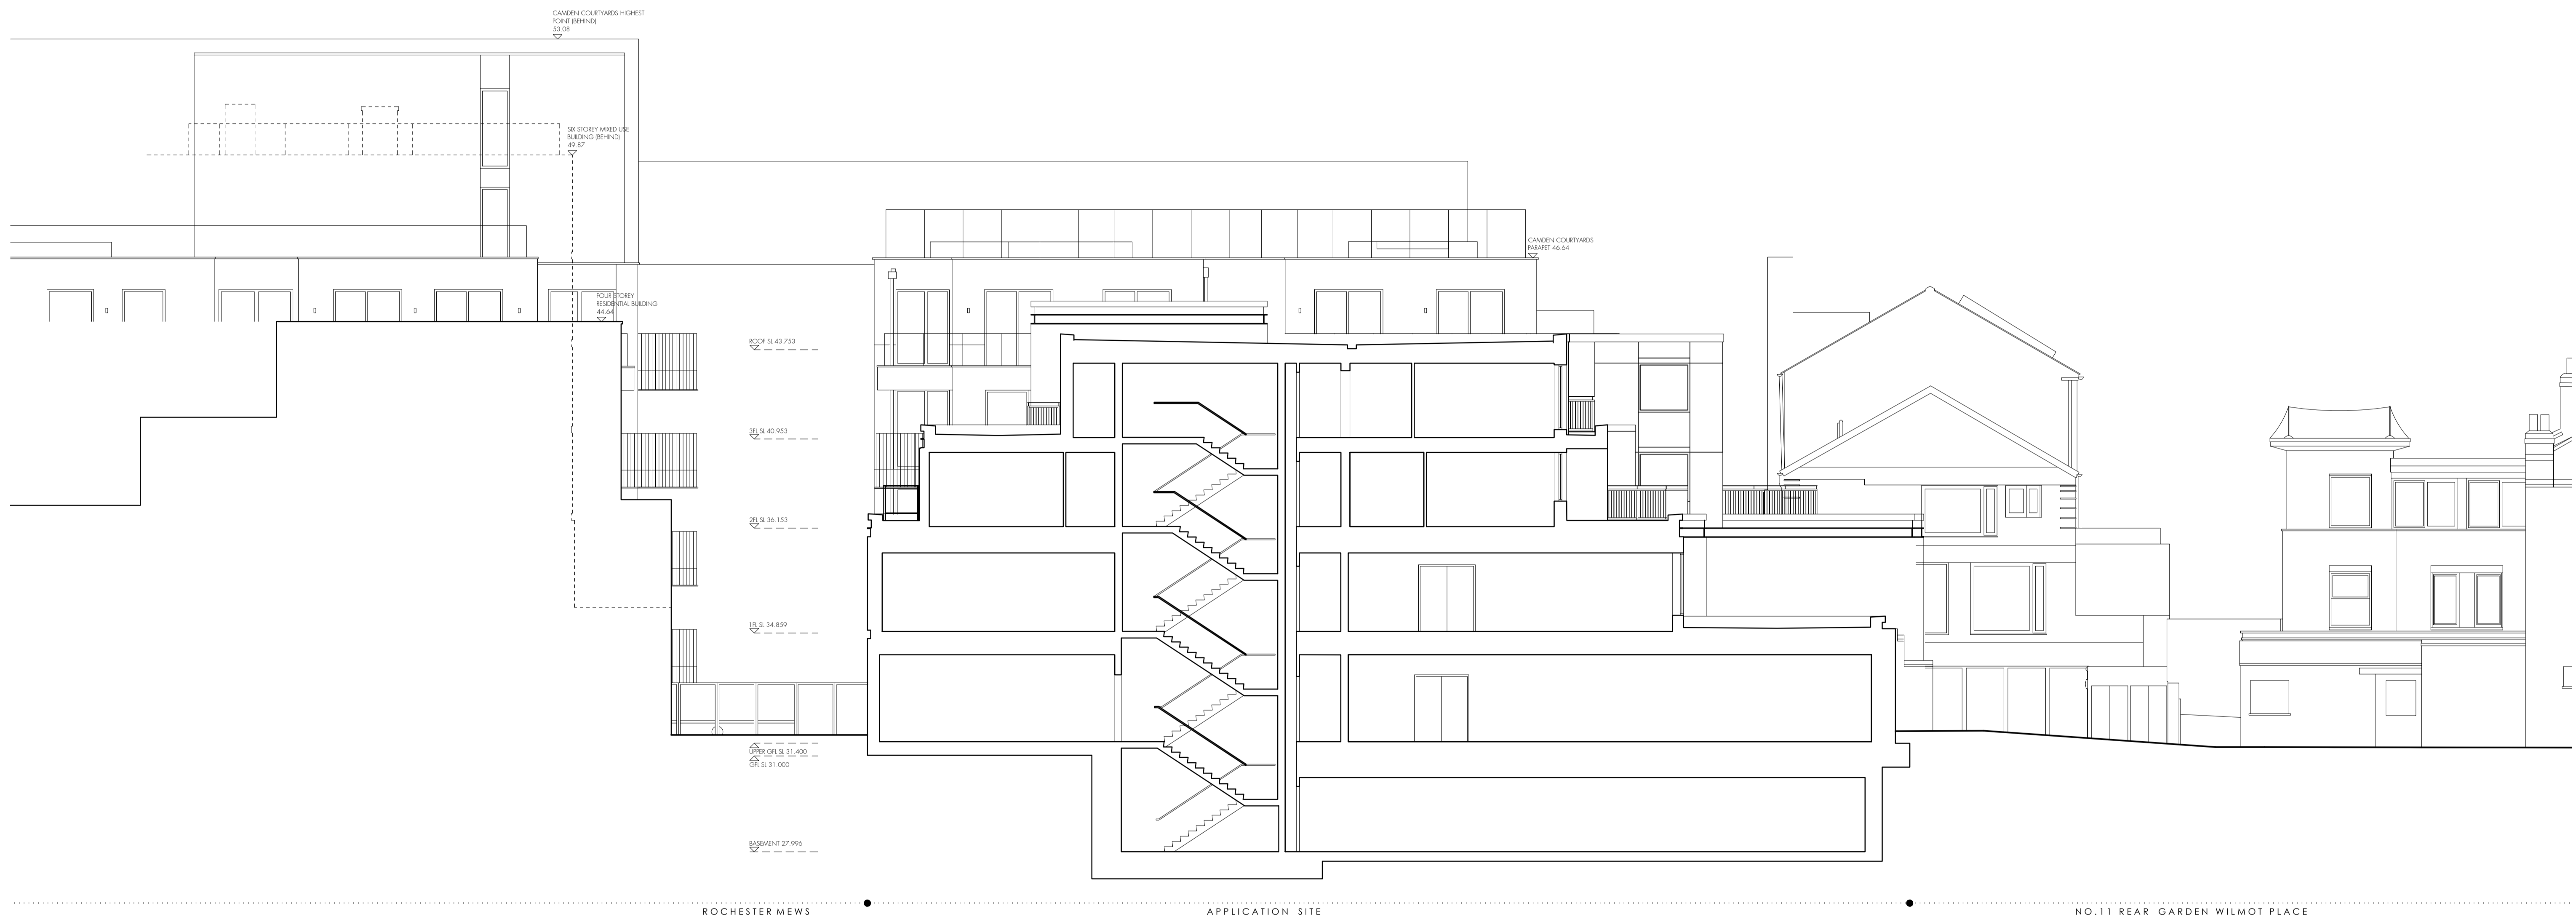 CAMDEN COURTYARDS HIGHEST
POINT (BEHIND)
53.08
SIX STOREY MIXED USE
BUILDING (BEHIND)
49.87
CAMDEN COURTYARDS
PARAPET 46.64
FOUR STOREY
RESIDENTIAL BUILDING
44.64
ROOF SL 43.753
3FL SL 40.953
2FL SL 36.153
1FL SL 34.859
UPPER GFL SL 31.400
GFL SL 31.000
BASEMENT 27.996
ROCHESTER MEWS
APPLICATION SITE
NO.11 REAR GARDEN WILMOT PLACE